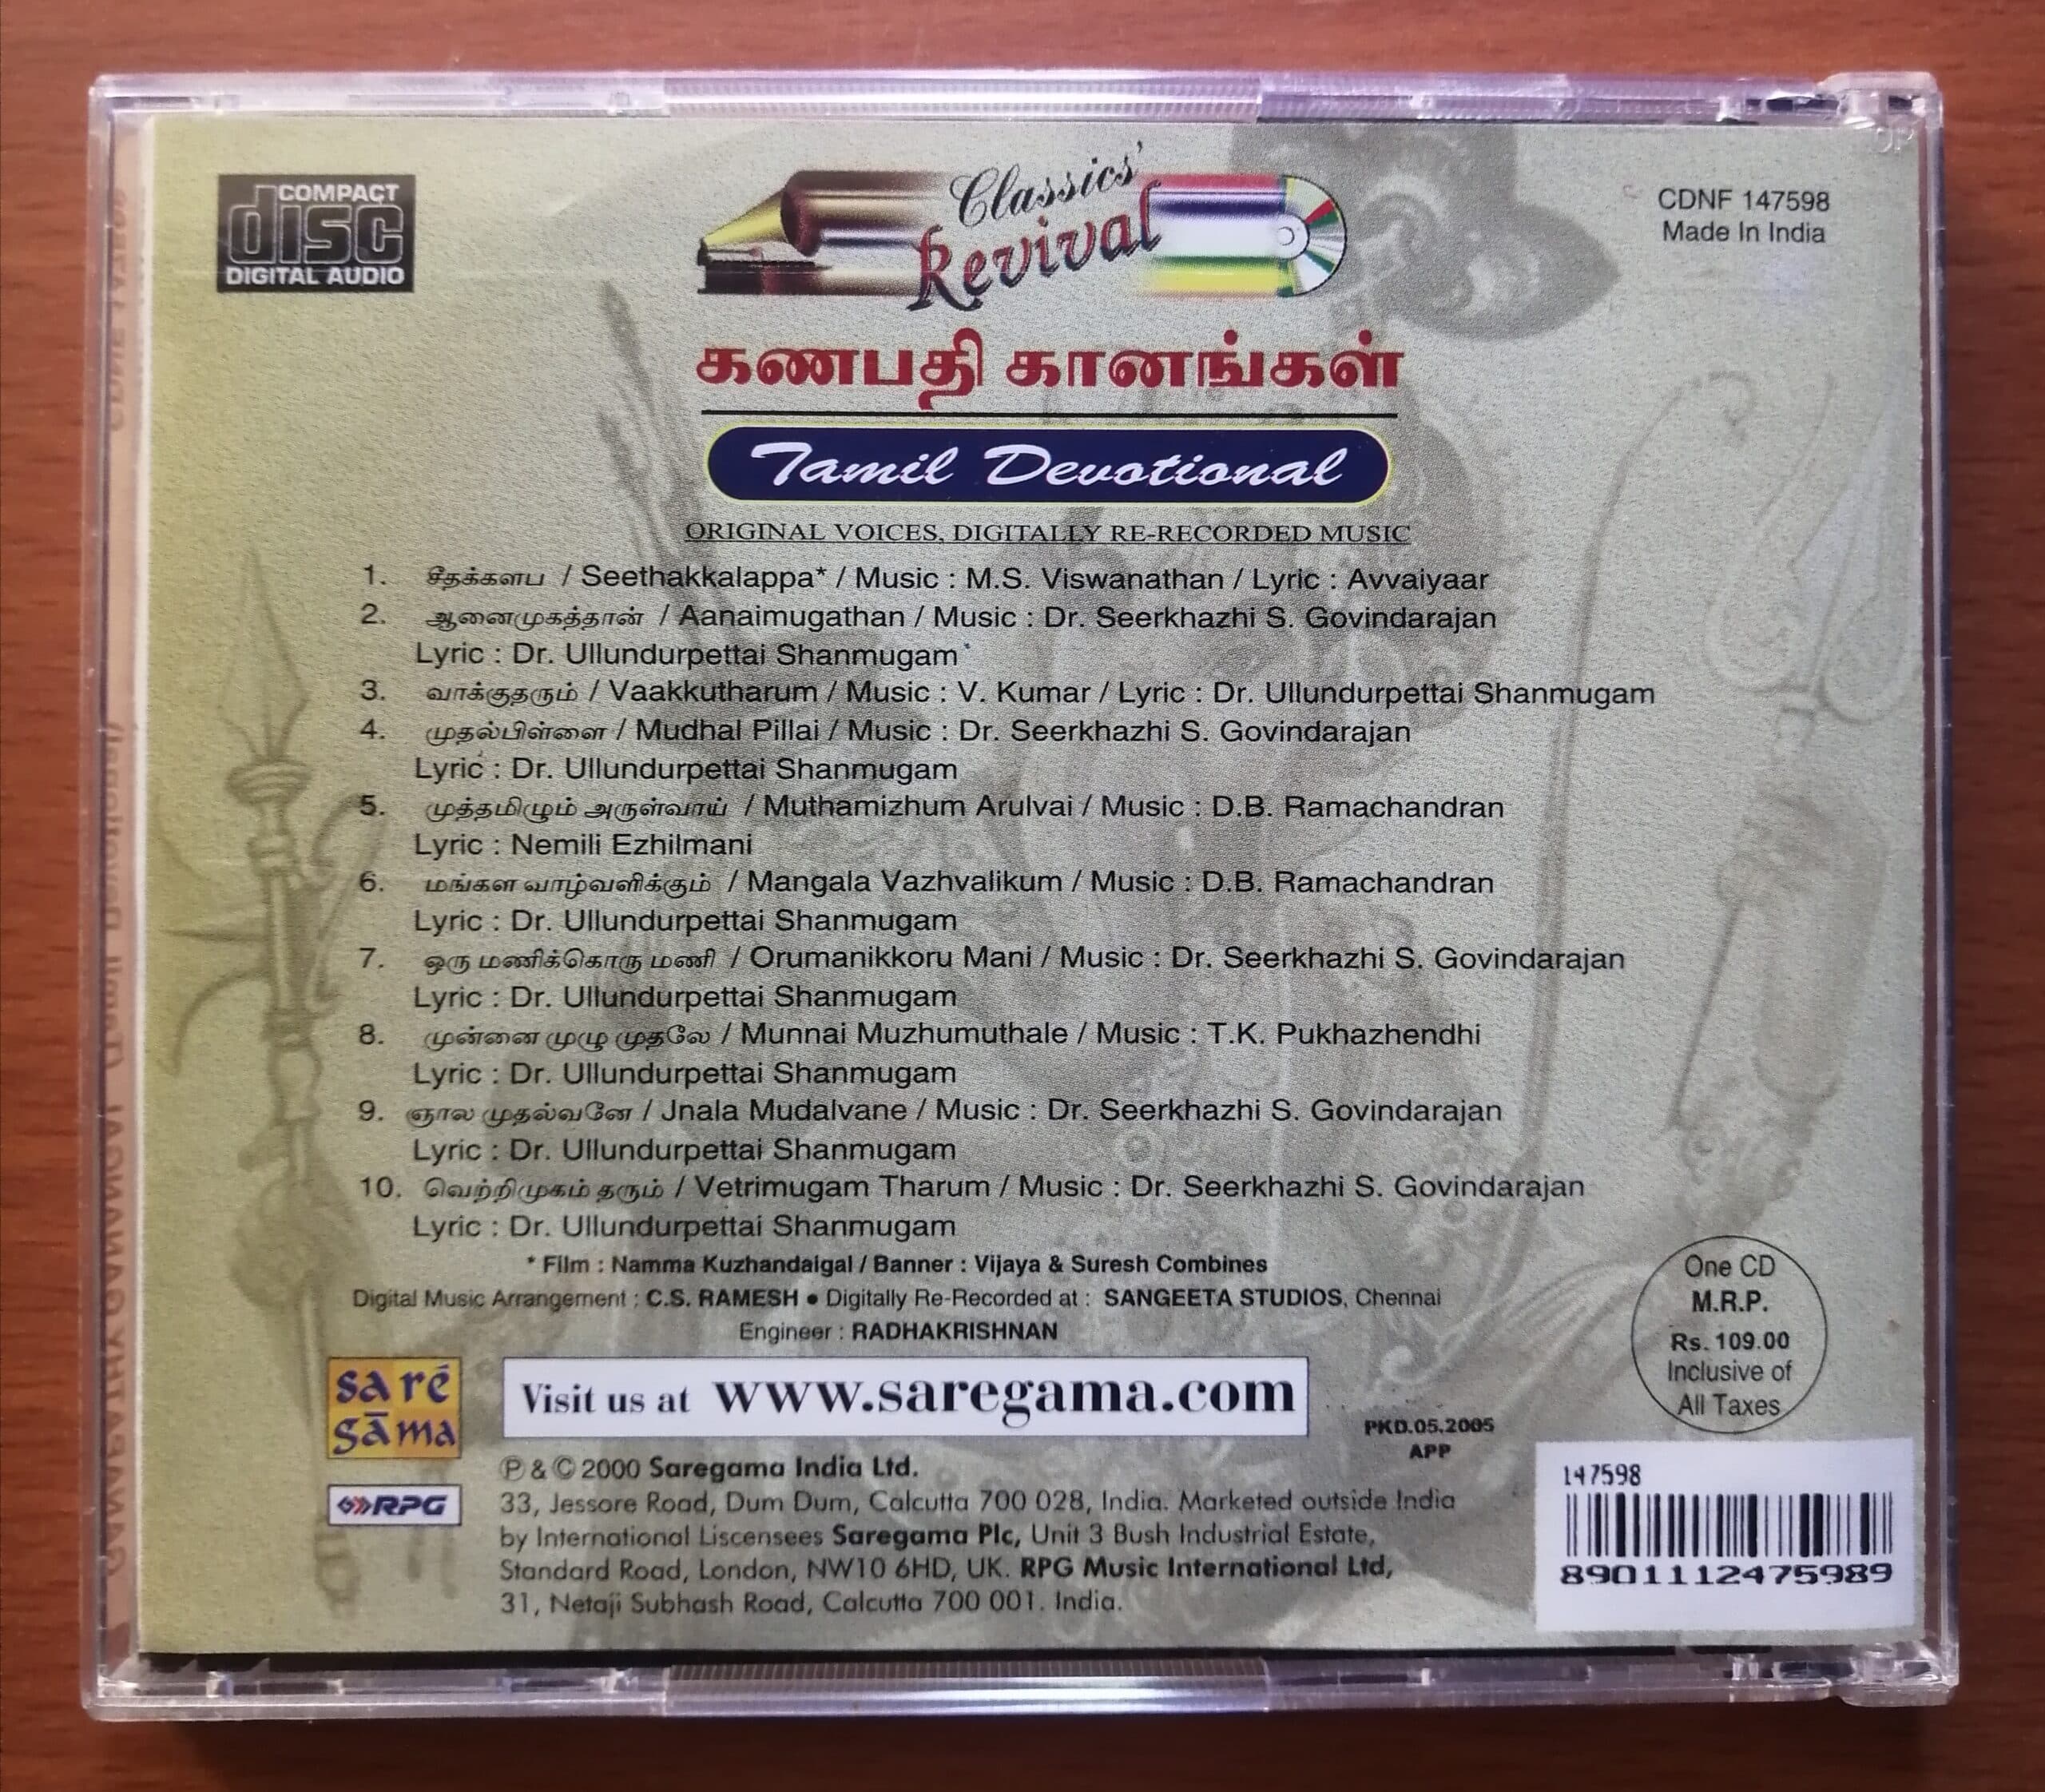 COMPACT
disc
DIGITAL AUDIO
Classics'
Revival
CDNF 147598
Made In India
கணபதி கானங்கள்
Tamil Devotional
ORIGINAL VOICES, DIGITALLY RE-RECORDED MUSIC
1. சீதக்களப / Seethakkalappa* / Music : M.S. Viswanathan / Lyric : Avvaiyaar
2. ஆனைமுகத்தான் / Aanaimugathan / Music : Dr. Seerkhazhi S. Govindarajan
Lyric : Dr. Ullundurpettai Shanmugam
3. வாக்குதரும் / Vaakkutharum / Music : V. Kumar / Lyric : Dr. Ullundurpettai Shanmugam
4. முதல்பிள்ளை / Mudhal Pillai / Music : Dr. Seerkhazhi S. Govindarajan
Lyric : Dr. Ullundurpettai Shanmugam
5. முத்தமிழும் அருள்வாய் / Muthamizhum Arulvai / Music : D.B. Ramachandran
Lyric : Nemili Ezhilmani
6. மங்கள வாழ்வளிக்கும் / Mangala Vazhvalikum / Music : D.B. Ramachandran
Lyric : Dr. Ullundurpettai Shanmugam
7. ஒரு மணிக்கொரு மணி / Orumanikkoru Mani / Music : Dr. Seerkhazhi S. Govindarajan
Lyric : Dr. Ullundurpettai Shanmugam
8. முன்னை முழு முதலே / Munnai Muzhumuthale / Music : T.K. Pukhazhendhi
Lyric : Dr. Ullundurpettai Shanmugam
9. ஞால முதல்வனே / Jnala Mudalvane / Music : Dr. Seerkhazhi S. Govindarajan
Lyric : Dr. Ullundurpettai Shanmugam
10. வெற்றிமுகம் தரும் / Vetrimugam Tharum / Music : Dr. Seerkhazhi S. Govindarajan
Lyric : Dr. Ullundurpettai Shanmugam
* Film : Namma Kuzhandaigal / Banner : Vijaya & Suresh Combines
Digital Music Arrangement : C.S. RAMESH ● Digitally Re-Recorded at : SANGEETA STUDIOS, Chennai
Engineer : RADHAKRISHNAN
One CD
M.R.P.
Rs. 109.00
Inclusive of
All Taxes
saré
gāma
Visit us at www.saregama.com
PKD.05.2005
APP
RPG
℗ & © 2000 Saregama India Ltd.
33, Jessore Road, Dum Dum, Calcutta 700 028, India. Marketed outside India
by International Liscensees Saregama Plc, Unit 3 Bush Industrial Estate,
Standard Road, London, NW10 6HD, UK. RPG Music International Ltd,
31, Netaji Subhash Road, Calcutta 700 001. India.
147598
8901112475989